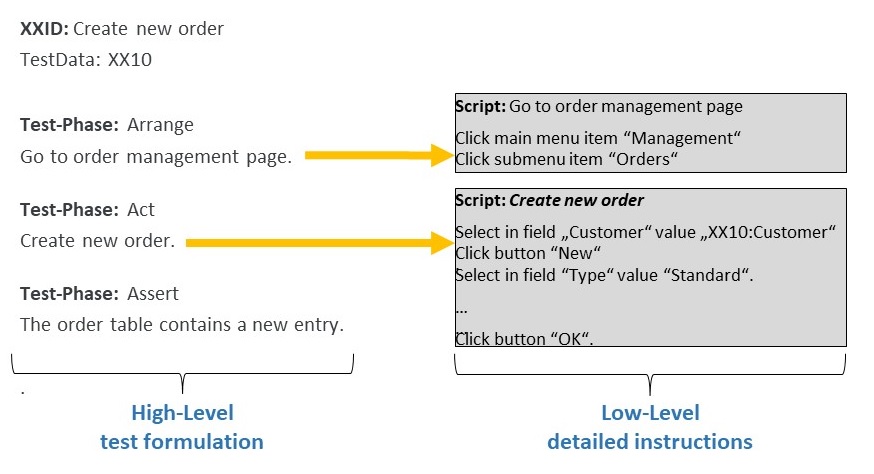 XXID: Create new order
TestData: XX10
Test-Phase: Arrange
Go to order management page.
Test-Phase: Act
Create new order.
Test-Phase: Assert
The order table contains a new entry.
.
High-Level
test formulation
Script: Go to order management page
Click main menu item “Management“
Click submenu item “Orders“
Script: Create new order
Select in field „Customer“ value „XX10:Customer“
Click button “New“
Select in field “Type“ value “Standard“.
...
...
Click button “OK“.
Low-Level
detailed instructions